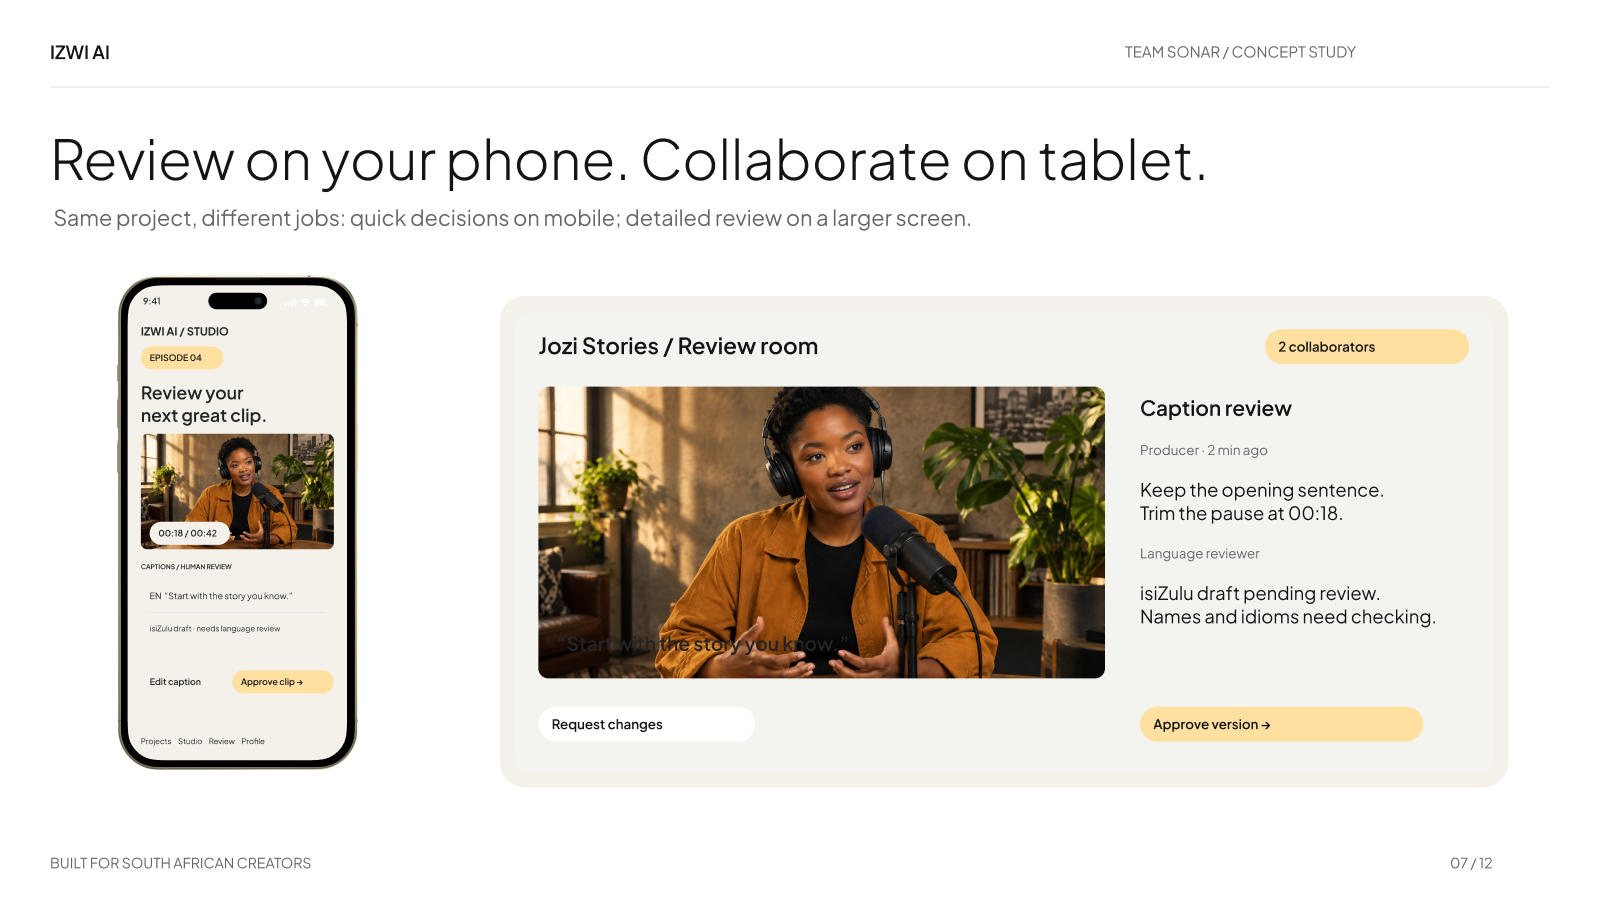 IZWI AI
TEAM SONAR / CONCEPT STUDY
Review on your phone. Collaborate on tablet.
Same project, different jobs: quick decisions on mobile; detailed review on a larger screen.
9:41
IZWI AI / STUDIO
EPISODE 04
Review your
next great clip.
00:18 / 00:42
CAPTIONS / HUMAN REVIEW
EN “Start with the story you know.”
isiZulu draft · needs language review
Edit caption
Approve clip →
Projects Studio Review Profile
Jozi Stories / Review room
2 collaborators
“Start with the story you know.”
Caption review
Producer · 2 min ago
Keep the opening sentence.
Trim the pause at 00:18.
Language reviewer
isiZulu draft pending review.
Names and idioms need checking.
Request changes
Approve version →
BUILT FOR SOUTH AFRICAN CREATORS
07 / 12